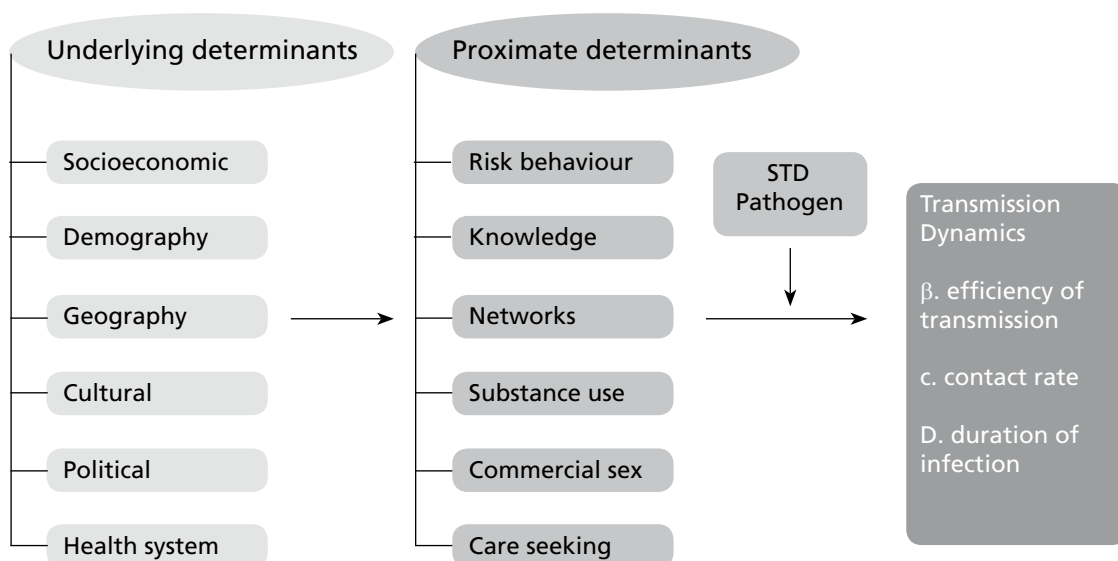 Underlying determinants
Socioeconomic
Demography
Geography
Cultural
Political
Health system
Proximate determinants
Risk behaviour
Knowledge
Networks
Substance use
Commercial sex
Care seeking
STD
Pathogen
Transmission
Dynamics
β. efficiency of
transmission
c. contact rate
D. duration of
infection